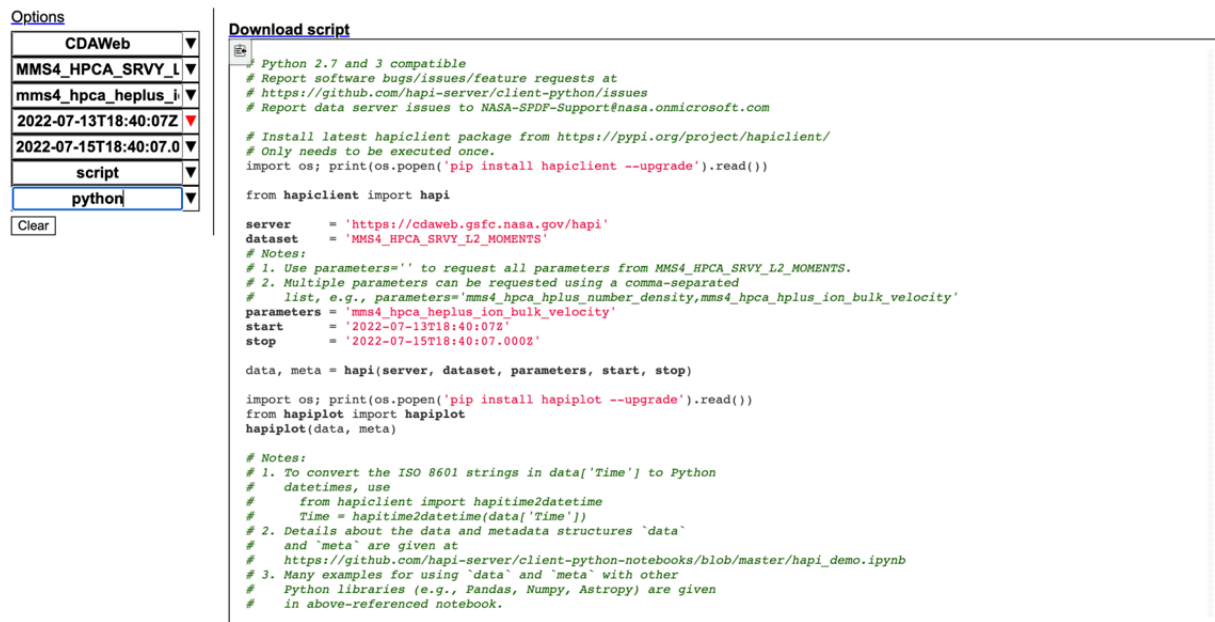 Options
CDAWeb
MMS4_HPCA_SRVY_L
mms4_hpca_heplus_i
2022-07-13T18:40:07Z
2022-07-15T18:40:07.0
script
python
Clear
Download script
# Python 2.7 and 3 compatible
# Report software bugs/issues/feature requests at
# https://github.com/hapi-server/client-python/issues
# Report data server issues to NASA-SPDF-Support@nasa.onmicrosoft.com
# Install latest hapiclient package from https://pypi.org/project/hapiclient/
# Only needs to be executed once.
import os; print(os.popen('pip install hapiclient --upgrade').read())
from hapiclient import hapi
server     = 'https://cdaweb.gsfc.nasa.gov/hapi'
dataset    = 'MMS4_HPCA_SRVY_L2_MOMENTS'
# Notes:
# 1. Use parameters='' to request all parameters from MMS4_HPCA_SRVY_L2_MOMENTS.
# 2. Multiple parameters can be requested using a comma-separated
#    list, e.g., parameters='mms4_hpca_hplus_number_density,mms4_hpca_hplus_ion_bulk_velocity'
parameters = 'mms4_hpca_heplus_ion_bulk_velocity'
start      = '2022-07-13T18:40:07Z'
stop       = '2022-07-15T18:40:07.000Z'
data, meta = hapi(server, dataset, parameters, start, stop)
import os; print(os.popen('pip install hapiplot --upgrade').read())
from hapiplot import hapiplot
hapiplot(data, meta)
# Notes:
# 1. To convert the ISO 8601 strings in data['Time'] to Python
#    datetimes, use
#      from hapiclient import hapitime2datetime
#      Time = hapitime2datetime(data['Time'])
# 2. Details about the data and metadata structures `data`
#    and `meta` are given at
#    https://github.com/hapi-server/client-python-notebooks/blob/master/hapi_demo.ipynb
# 3. Many examples for using `data` and `meta` with other
#    Python libraries (e.g., Pandas, Numpy, Astropy) are given
#    in above-referenced notebook.